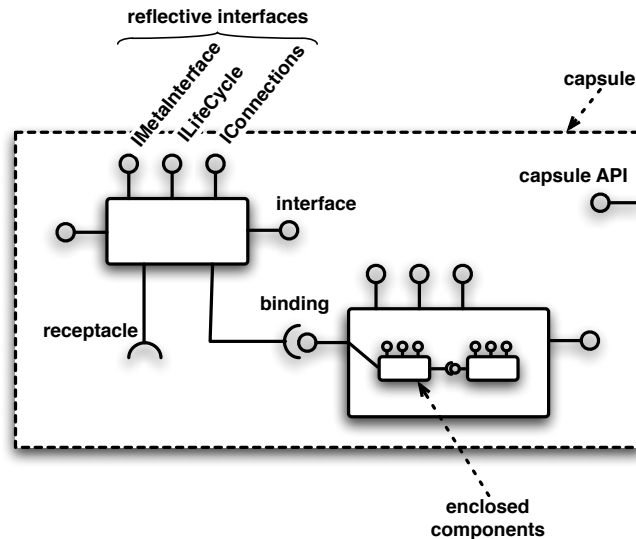 reflective interfaces
IMetaInterface
ILifeCycle
IConnections
capsule
capsule API
interface
binding
receptacle
enclosed
components